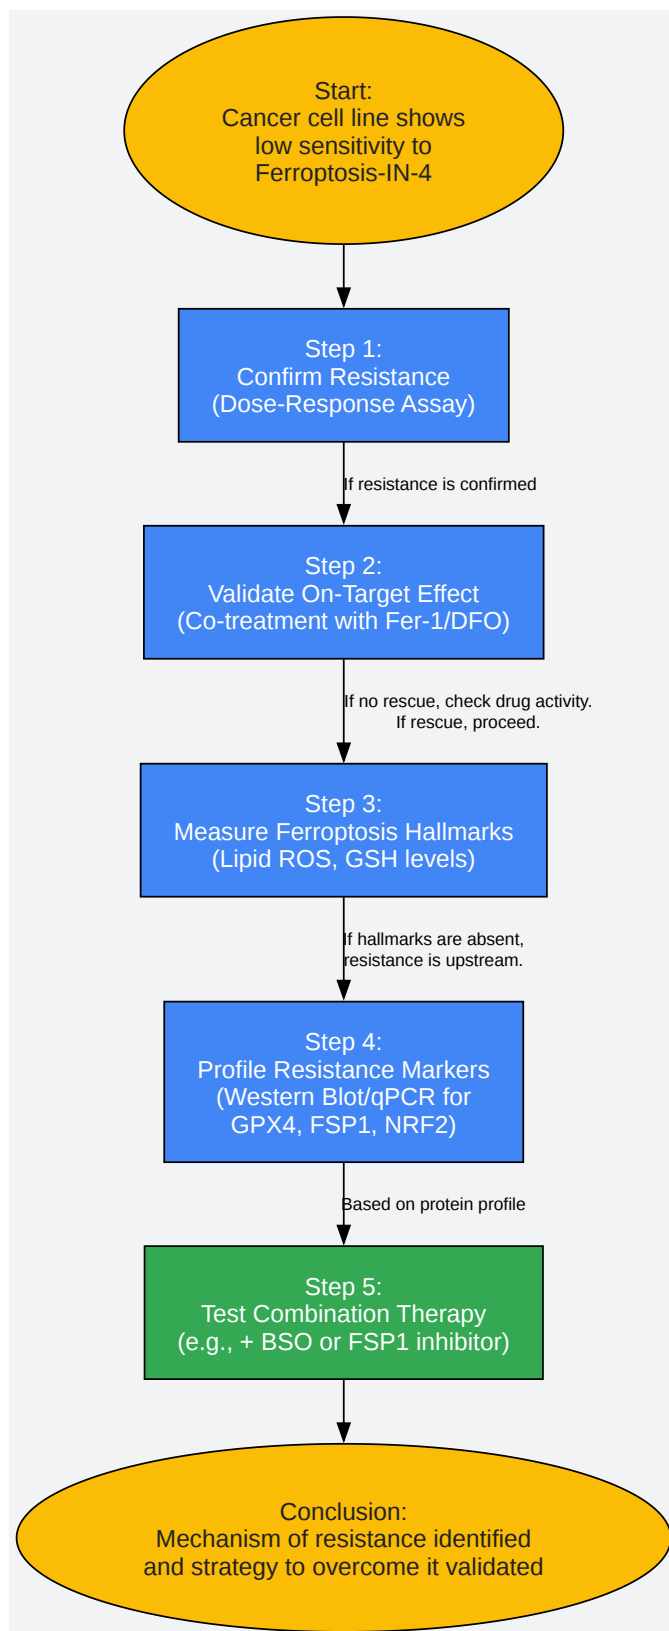 Start:
Cancer cell line shows
low sensitivity to
Ferroptosis-IN-4
Step 1:
Confirm Resistance
(Dose-Response Assay)
If resistance is confirmed
Step 2:
Validate On-Target Effect
(Co-treatment with Fer-1/DFO)
If no rescue, check drug activity.
If rescue, proceed.
Step 3:
Measure Ferroptosis Hallmarks
(Lipid ROS, GSH levels)
If hallmarks are absent,
resistance is upstream.
Step 4:
Profile Resistance Markers
(Western Blot/qPCR for
GPX4, FSP1, NRF2)
Based on protein profile
Step 5:
Test Combination Therapy
(e.g., + BSO or FSP1 inhibitor)
Conclusion:
Mechanism of resistance identified
and strategy to overcome it validated